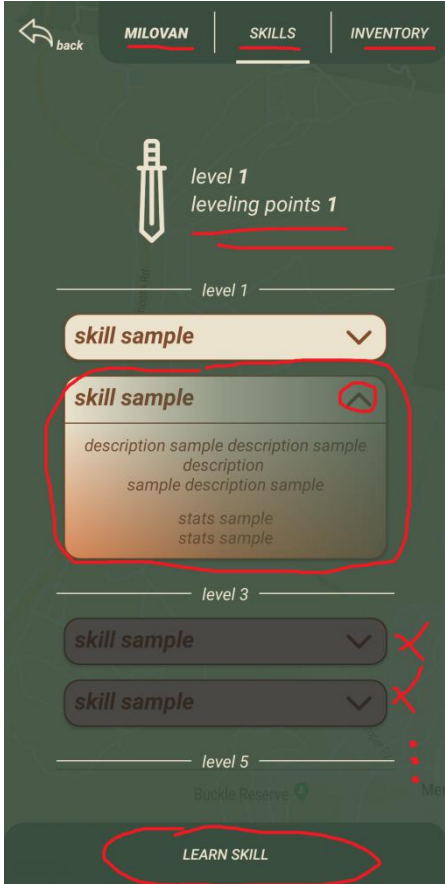 back
MILOVAN
SKILLS
INVENTORY
level 1
leveling points 1
level 1
skill sample
skill sample
description sample description sample
description
sample description sample
stats sample
stats sample
level 3
skill sample
skill sample
level 5
Buckle Reserve
LEARN SKILL